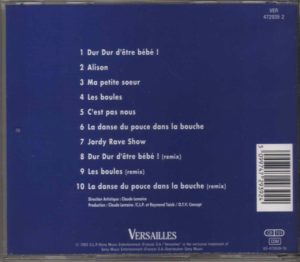 VER
472939 2
1 Dur Dur d'être bébé !
2 Alison
3 Ma petite soeur
4 Les boules
5 C'est pas nous
6 La danse du pouce dans la bouche
7 Jordy Rave Show
8 Dur Dur d'être bébé ! (remix)
9 Les boules (remix)
10 La danse du pouce dans la bouche (remix)
Direction Artistique : Claude Lemoine
Production : Claude Lemoine /
VERSAILLES